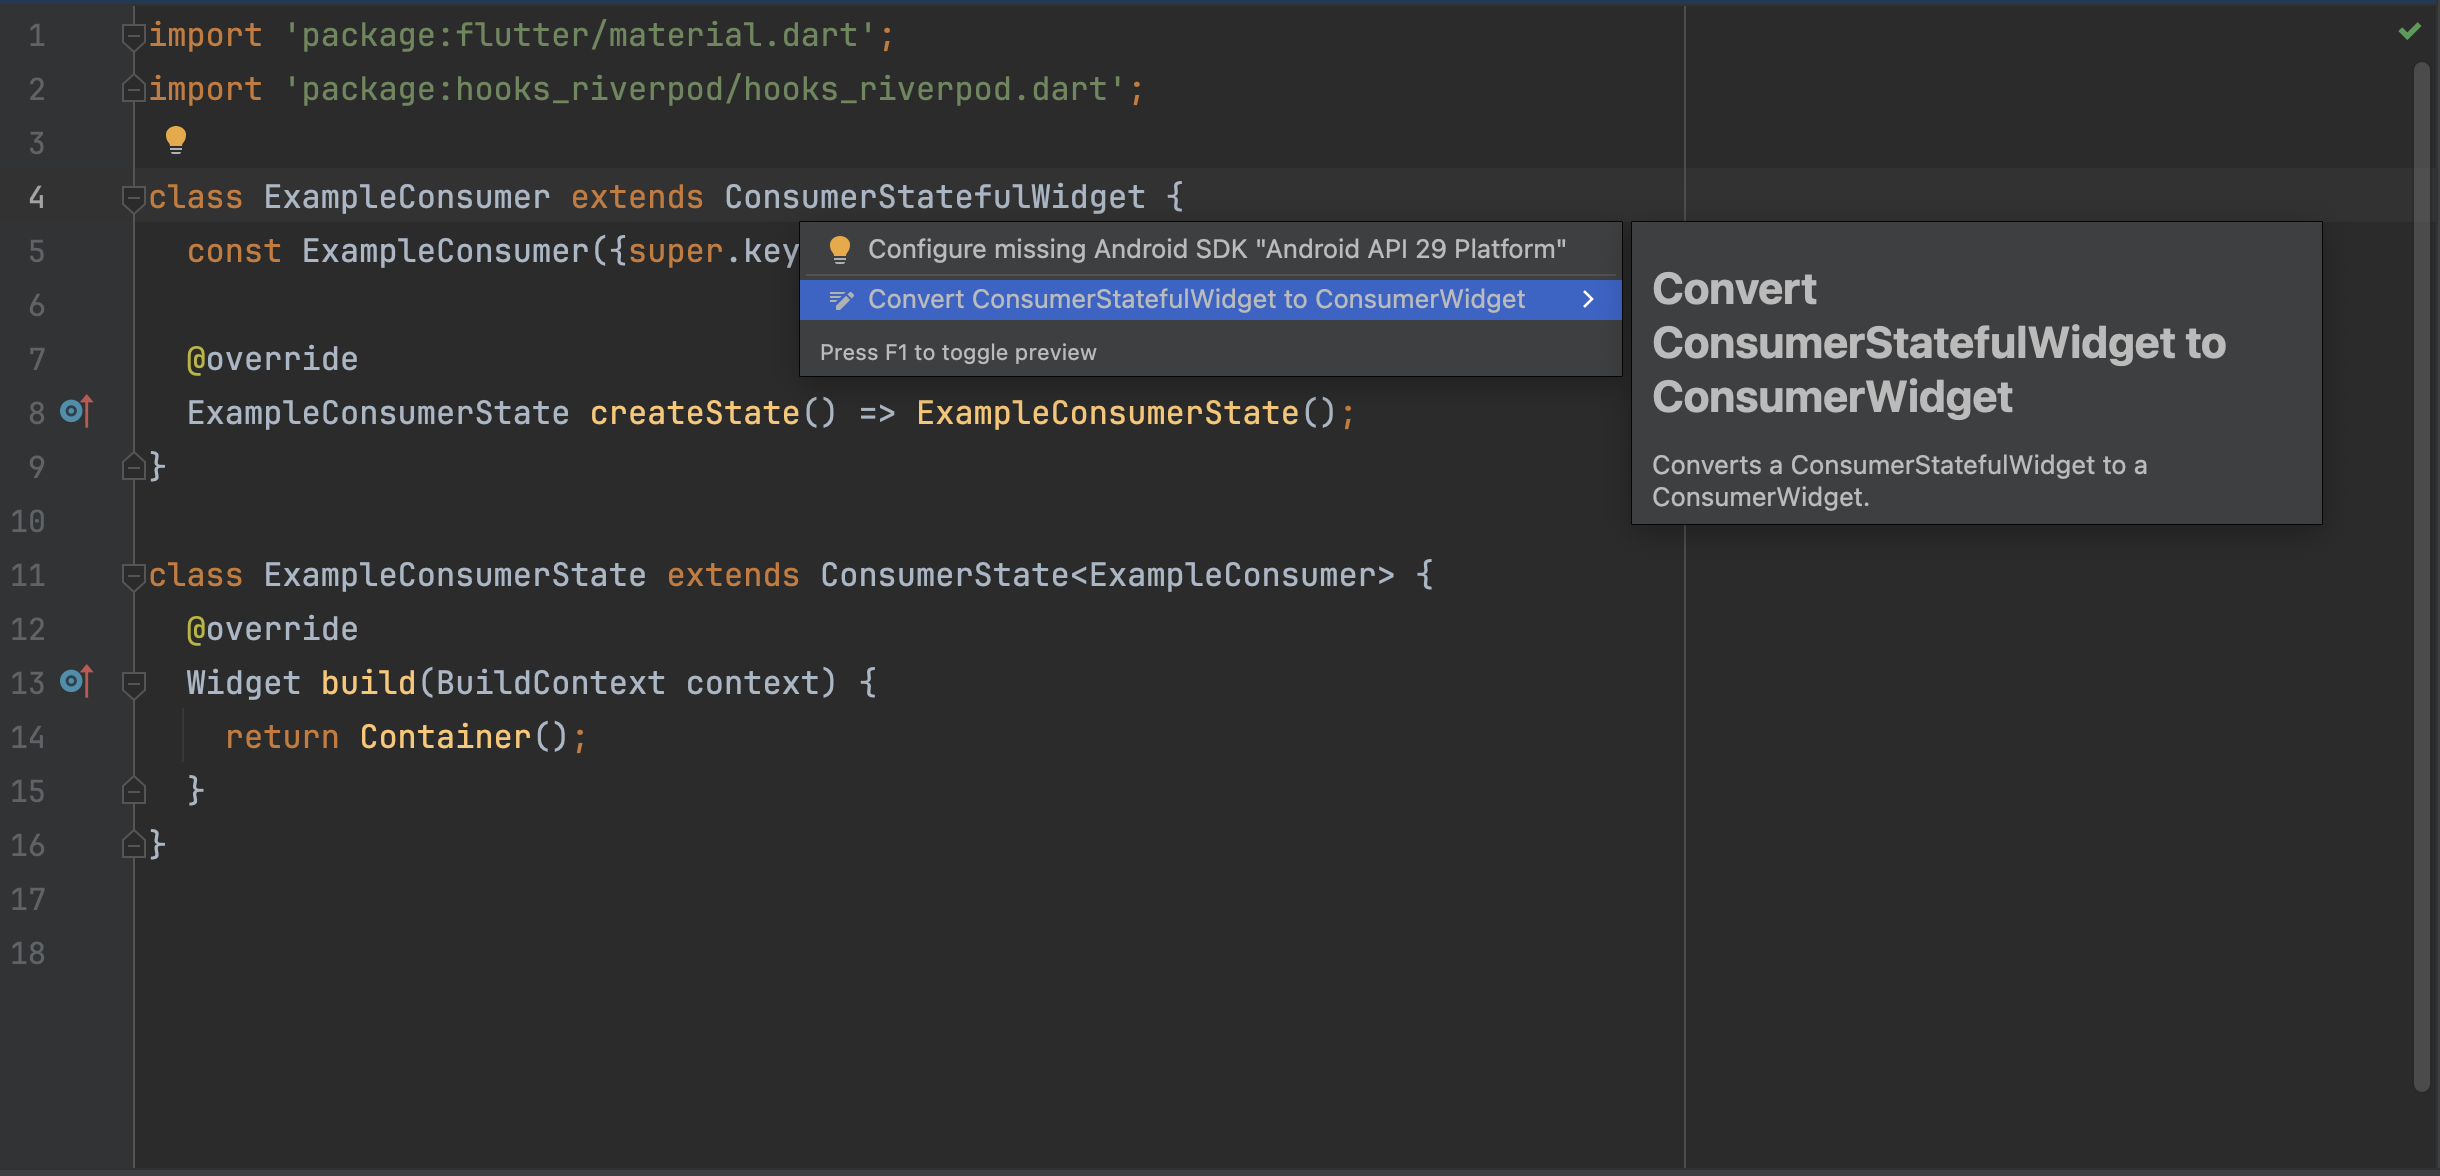 1 import 'package:flutter/material.dart';
2 import 'package:hooks_riverpod/hooks_riverpod.dart';
3
4 class ExampleConsumer extends ConsumerStatefulWidget {
5 const ExampleConsumer({super.key
Configure missing Android SDK "Android API 29 Platform"
Convert ConsumerStatefulWidget to ConsumerWidget
Press F1 to toggle preview
Convert
ConsumerStatefulWidget to
ConsumerWidget
Converts a ConsumerStatefulWidget to a
ConsumerWidget.
6
7 @override
8 ExampleConsumerState createState() => ExampleConsumerState();
9 }
10
11 class ExampleConsumerState extends ConsumerState<ExampleConsumer> {
12 @override
13 Widget build(BuildContext context) {
14 return Container();
15 }
16 }
17
18